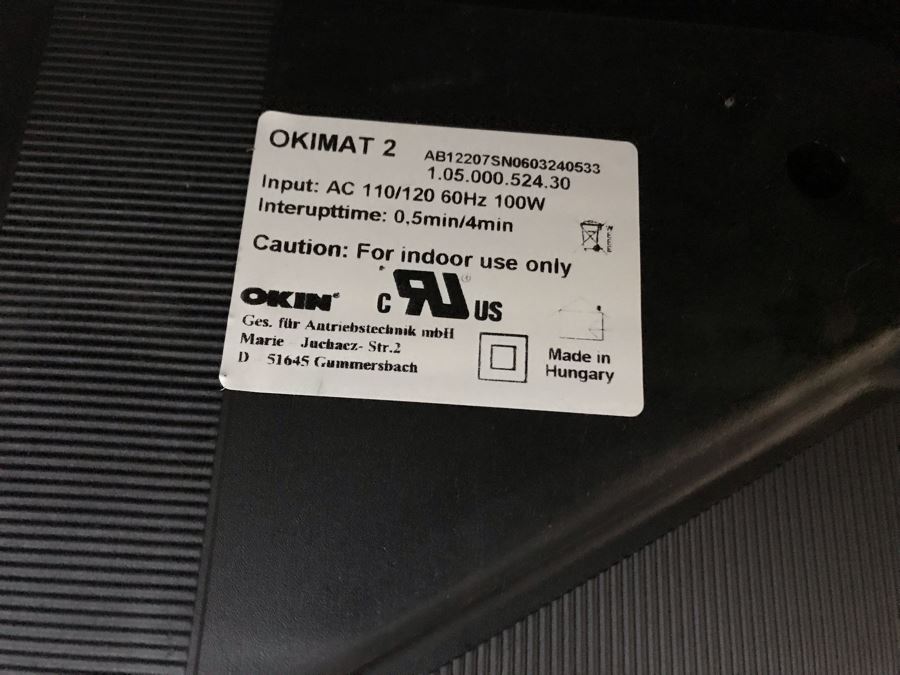 OKIMAT 2
AB12207SN0603240533
1.05.000.524.30
Input: AC 110/120 60Hz 100W
Interupttime: 0,5min/4min
Caution: For indoor use only
OKIN®
C RU® US
Ges. für Antriebstechnik mbH
Marie Juchacz- Str.2
D 51645 Gummersbach
Made in
Hungary